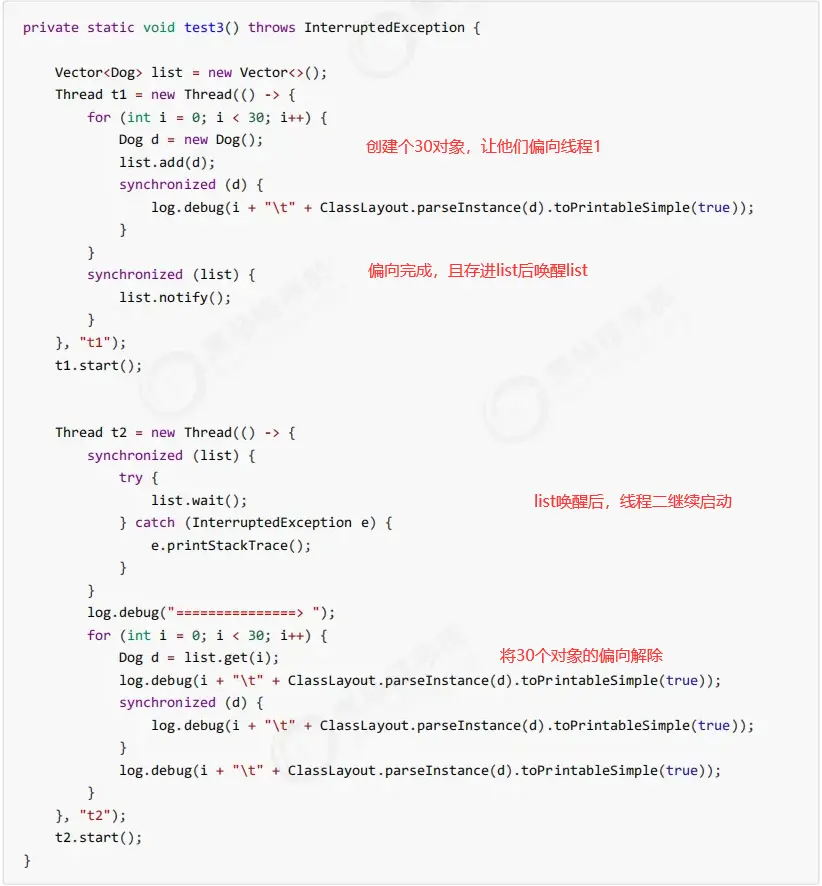 private static void test3() throws InterruptedException {
Vector<Dog> list = new Vector<>();
Thread t1 = new Thread(() -> {
for (int i = 0; i < 30; i++) {
Dog d = new Dog();
创建个30对象，让他们偏向线程1
list.add(d);
synchronized (d) {
log.debug(i + "\t" + ClassLayout.parseInstance(d).toPrintableSimple(true));
}
}
synchronized (list) {
偏向完成，且存进list后唤醒list
list.notify();
}
}, "t1");
t1.start();
Thread t2 = new Thread(() -> {
synchronized (list) {
try {
list.wait();
list唤醒后，线程二继续启动
} catch (InterruptedException e) {
e.printStackTrace();
}
}
log.debug("===============> ");
for (int i = 0; i < 30; i++) {
Dog d = list.get(i);
将30个对象的偏向解除
log.debug(i + "\t" + ClassLayout.parseInstance(d).toPrintableSimple(true));
synchronized (d) {
log.debug(i + "\t" + ClassLayout.parseInstance(d).toPrintableSimple(true));
}
log.debug(i + "\t" + ClassLayout.parseInstance(d).toPrintableSimple(true));
}
}, "t2");
t2.start();
}